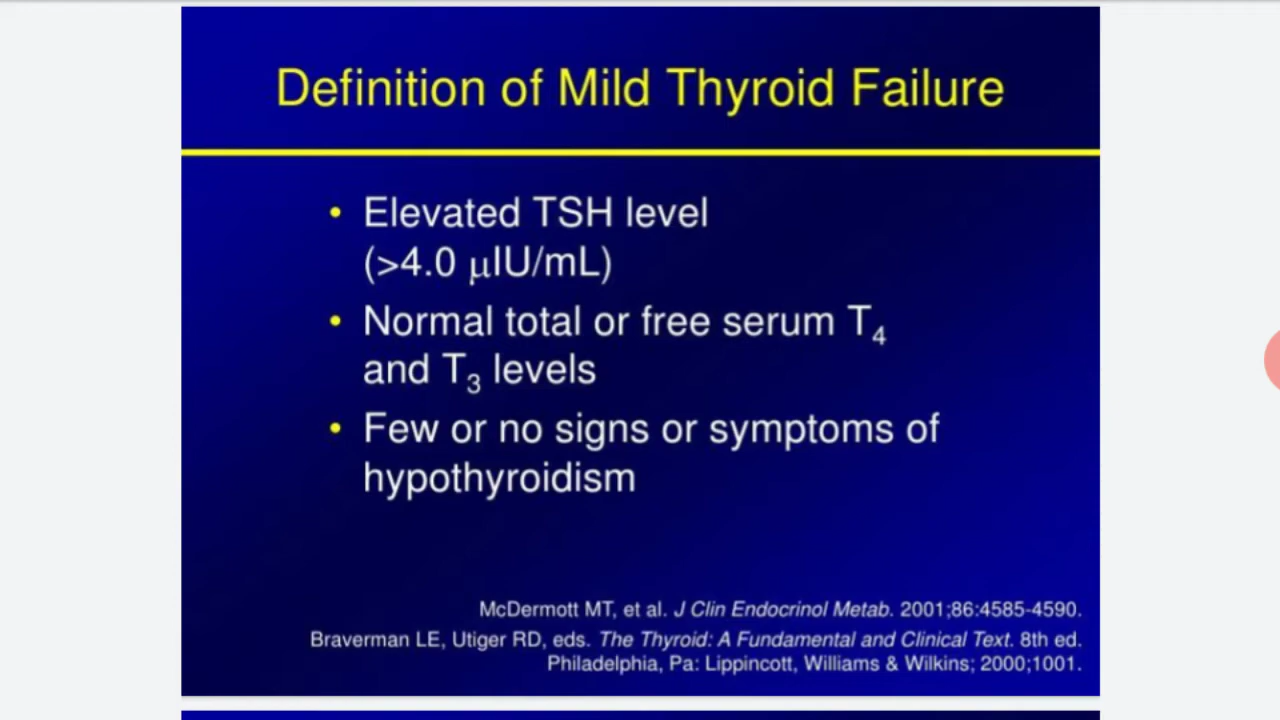 Definition of Mild Thyroid Failure
• Elevated TSH level
(>4.0 μIU/mL)
• Normal total or free serum T₄
and T₃ levels
• Few or no signs or symptoms of
hypothyroidism
McDermott MT, et al. J Clin Endocrinol Metab. 2001;86:4585-4590.
Braverman LE, Utiger RD, eds. The Thyroid: A Fundamental and Clinical Text. 8th ed.
Philadelphia, Pa: Lippincott, Williams & Wilkins; 2000;1001.